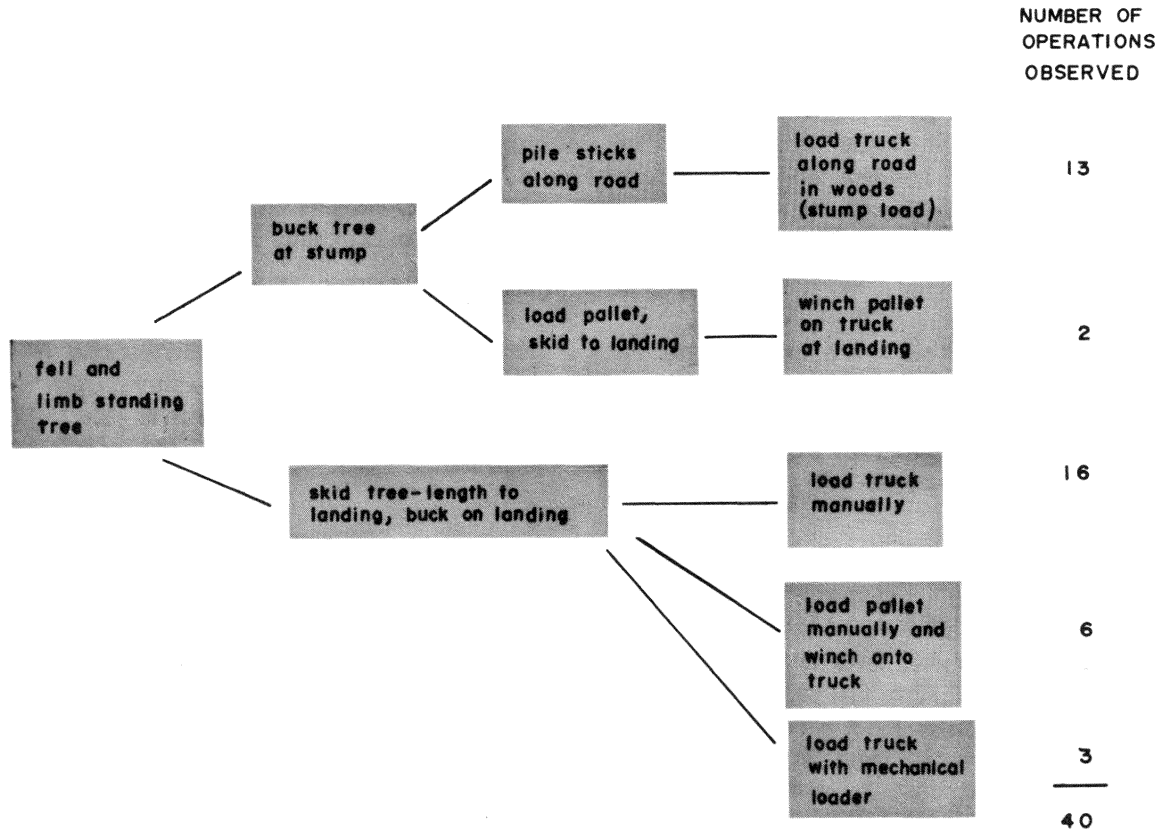 NUMBER OF
OPERATIONS
OBSERVED
pile sticks
along road
load truck
along road
in woods
(stump load)
13
buck tree
at stump
load pallet,
skid to landing
winch pallet
on truck
at landing
2
fell and
limb standing
tree
skid tree-length to
landing, buck on landing
load truck
manually
16
load pallet
manually and
winch onto
truck
6
load truck
with mechanical
loader
3
40